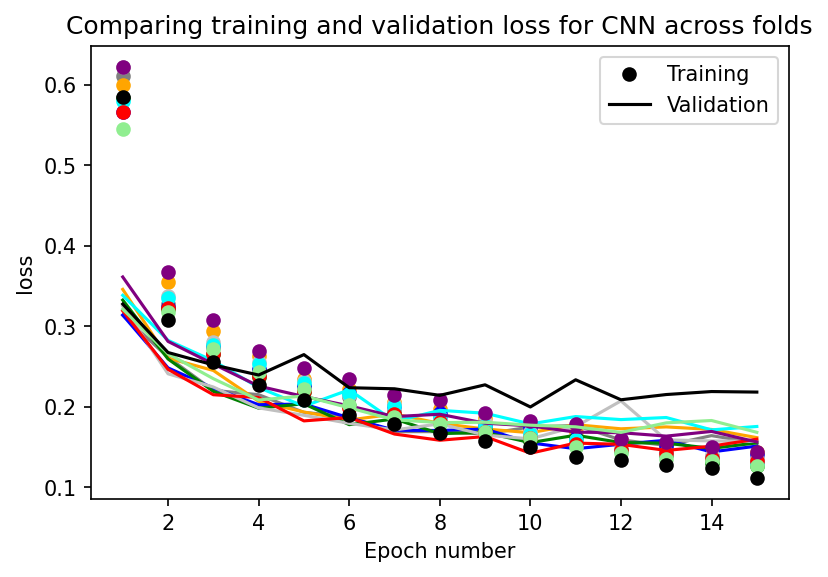 Comparing training and validation loss for CNN across folds
Training
Validation
0.6
0.5
0.4
0.3
0.2
0.1
loss
2 4 6 8 10 12 14
Epoch number